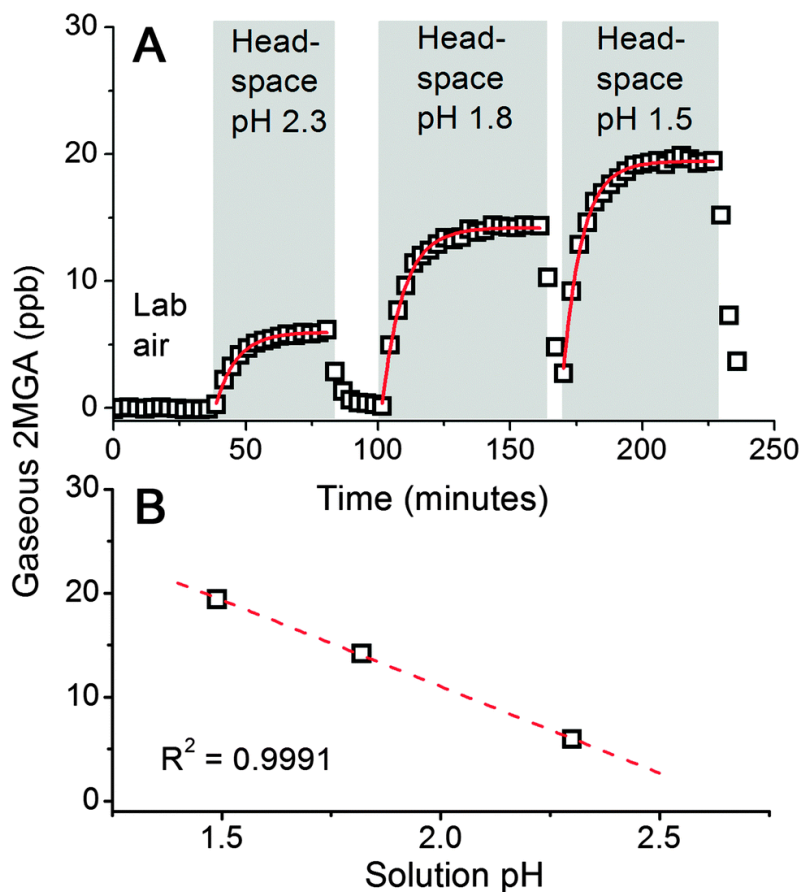 A
Head-
space
pH 2.3
Head-
space
pH 1.8
Head-
space
pH 1.5
Lab
air
30
20
10
0
0
50
100
150
200
250
Time (minutes)
Gaseous 2MGA (ppb)
B
30
20
10
0
R² = 0.9991
1.5
2.0
2.5
Solution pH